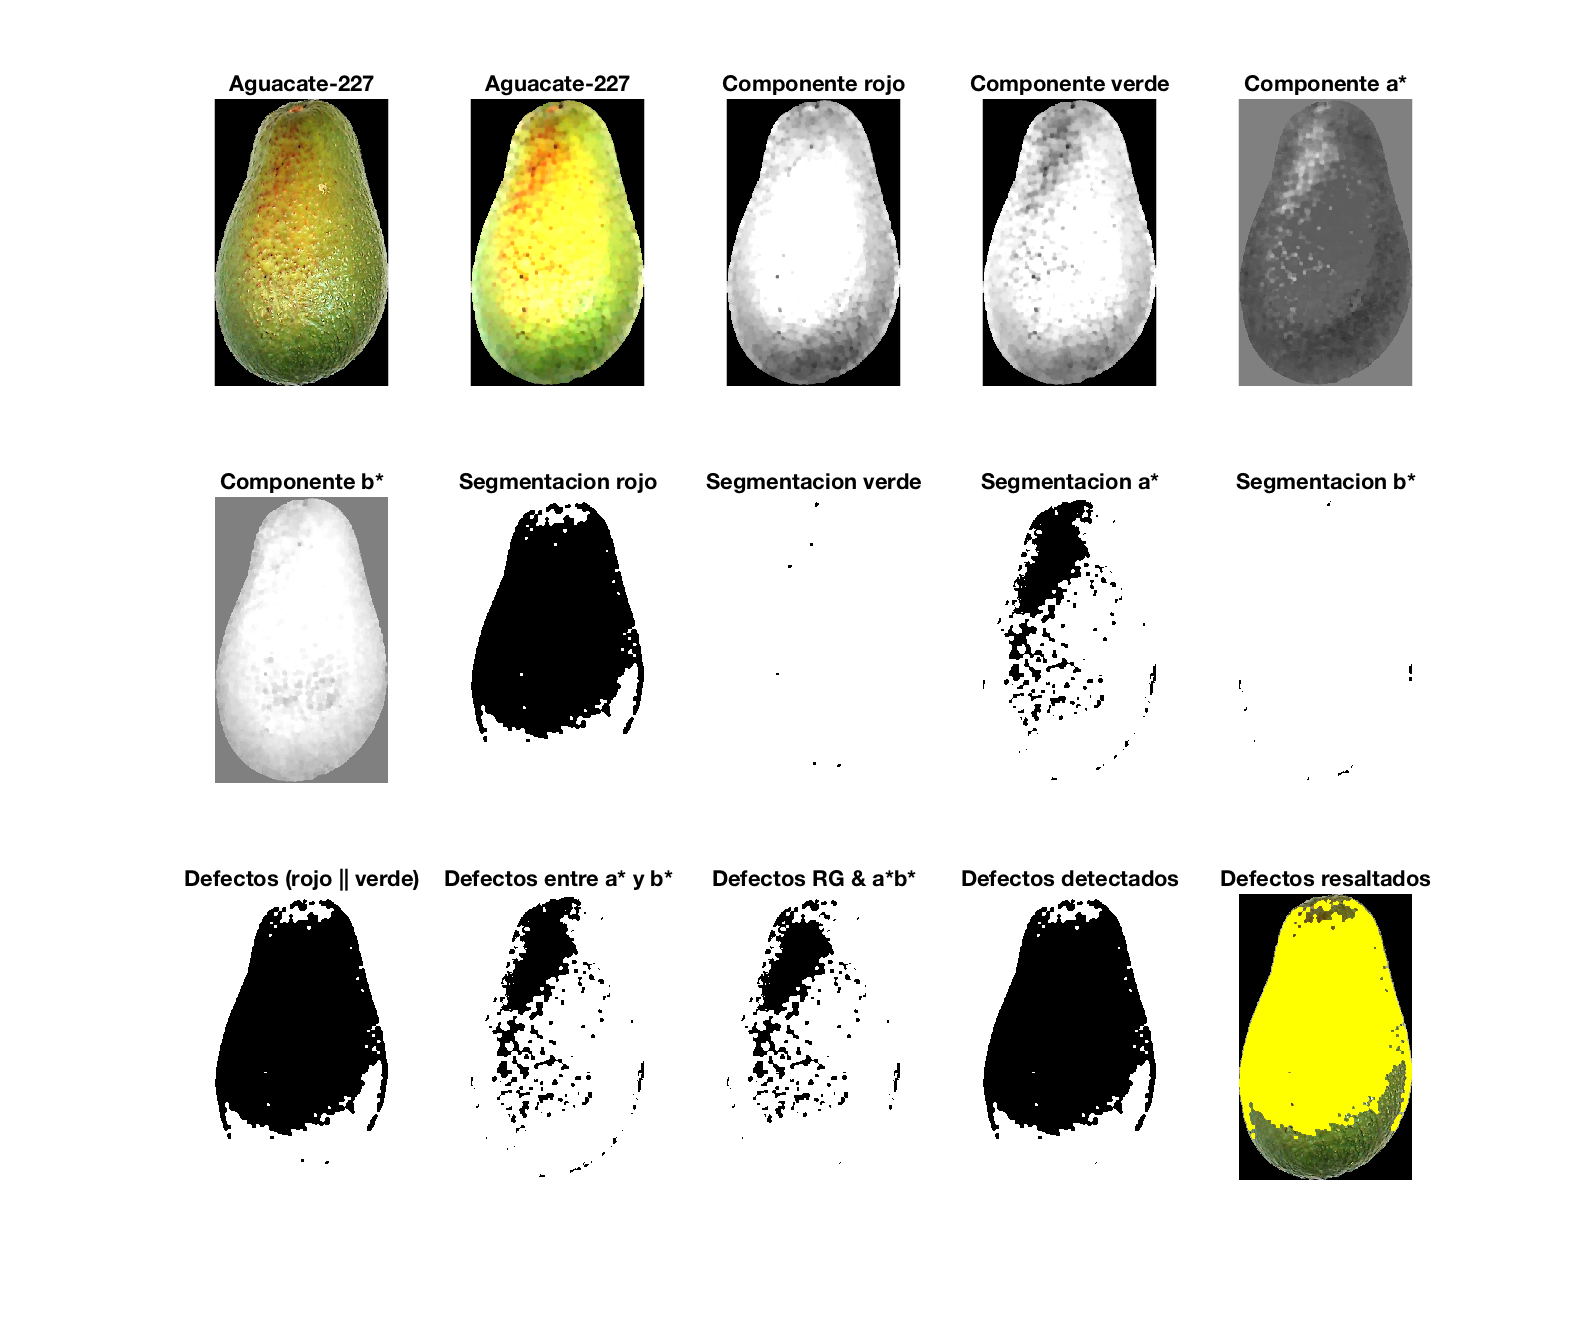 Aguacate-227
Aguacate-227
Componente rojo
Componente verde
Componente a*
Componente b*
Segmentacion rojo
Segmentacion verde
Segmentacion a*
Segmentacion b*
Defectos (rojo || verde)
Defectos entre a* y b*
Defectos RG & a*b*
Defectos detectados
Defectos resaltados